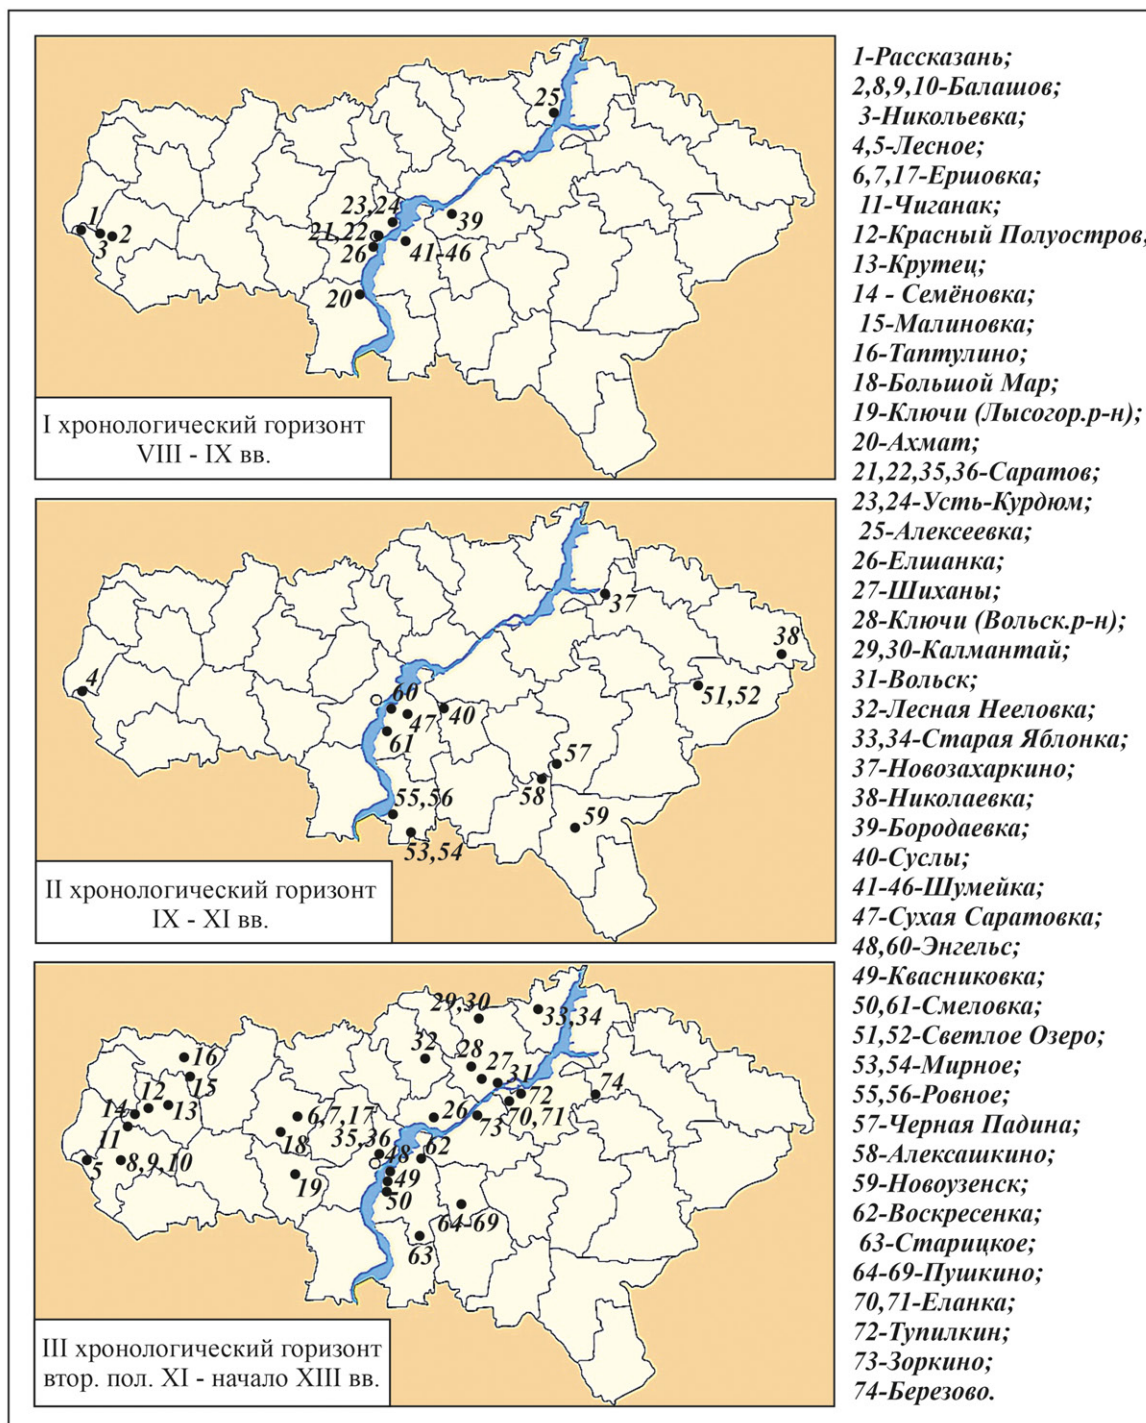 25
23,24
39
1
21,22
2
3
26
41-46
20
I хронологический горизонт
VIII - IX вв.
37
38
4
60
51,52
47
40
61
57
58
55,56
59
53,54
II хронологический горизонт
IX - XI вв.
29,30
33,34
32
28
16
27
31
15
74
12
72
14
13
6,7,17
26
73
70,71
11
18
35,36
62
48
5
8,9,10
49
19
50
64-69
63
III хронологический горизонт
втор. пол. XI - начало XIII вв.
1-Рассказань;
2,8,9,10-Балашов;
3-Никольевка;
4,5-Лесное;
6,7,17-Ершовка;
11-Чиганак;
12-Красный Полуостров;
13-Крутец;
14 - Семёновка;
15-Малиновка;
16-Таптулино;
18-Большой Мар;
19-Ключи (Лысогор.р-н);
20-Ахмат;
21,22,35,36-Саратов;
23,24-Усть-Курдюм;
25-Алексеевка;
26-Елшанка;
27-Шиханы;
28-Ключи (Вольск.р-н);
29,30-Калмантай;
31-Вольск;
32-Лесная Нееловка;
33,34-Старая Яблонка;
37-Новозахаркино;
38-Николаевка;
39-Бородаевка;
40-Суслы;
41-46-Шумейка;
47-Сухая Саратовка;
48,60-Энгельс;
49-Квасниковка;
50,61-Смеловка;
51,52-Светлое Озеро;
53,54-Мирное;
55,56-Ровное;
57-Черная Падина;
58-Алексашкино;
59-Новоузенск;
62-Воскресенка;
63-Старицкое;
64-69-Пушкино;
70,71-Еланка;
72-Тупилкин;
73-Зоркино;
74-Березово.